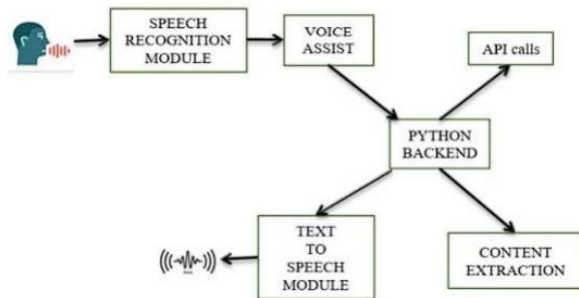 SPEECH
RECOGNITION
MODULE
VOICE
ASSIST
API calls
PYTHON
BACKEND
TEXT
TO
SPEECH
MODULE
CONTENT
EXTRACTION